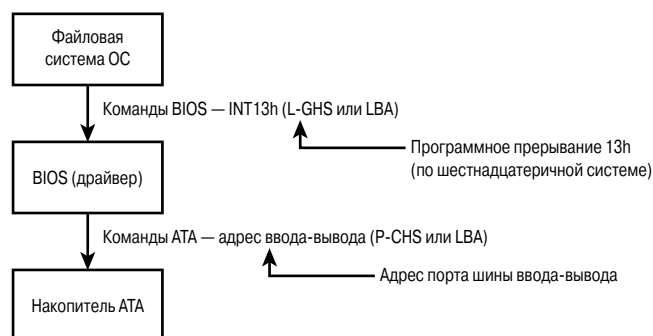 Файловая
система ОС
Команды BIOS — INT13h (L-GHS или LBA)
Программное прерывание 13h
(по шестнадцатеричной системе)
BIOS (драйвер)
Команды ATA — адрес ввода-вывода (P-CHS или LBA)
Адрес порта шины ввода-вывода
Накопитель ATA